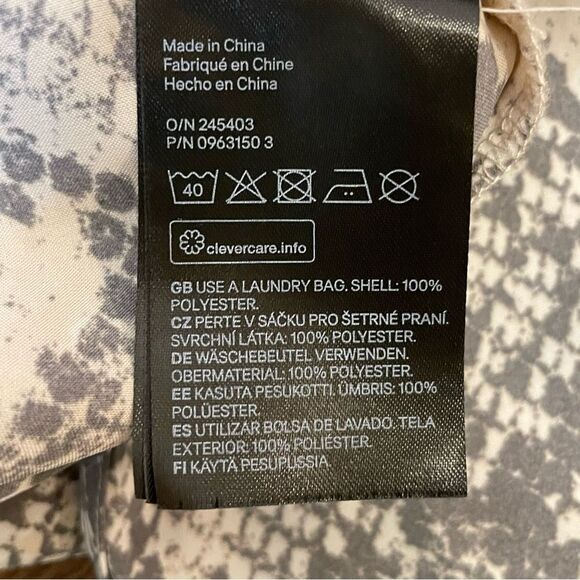 Made in China
Fabriqué en Chine
Hecho en China
O/N 245403
P/N 0963150 3
40
clevercare.info
GB USE A LAUNDRY BAG. SHELL: 100%
POLYESTER.
CZ PERTE V SÁČKU PRO ŠETRNÉ PRANÍ.
SVRCHNÍ LÁTKA: 100% POLYESTER.
DE WÄSCHEBEUTEL VERWENDEN.
OBERMATERIAL: 100% POLYESTER.
EE KASUTA PESUKOTTI. ÜMBRIS: 100%
POLÜESTER.
ES UTILIZAR BOLSA DE LAVADO. TELA
EXTERIOR: 100% POLIÉSTER.
FI KÄYTÄ PESUPUSSIA